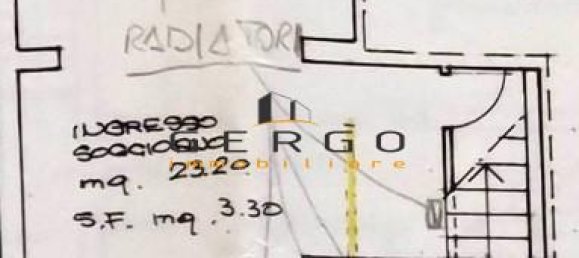 RADIATORI
INGRESSO
SOGGIORNO
ERGO
immobiliare
mq. 23.20
S.F. mq. 3.30